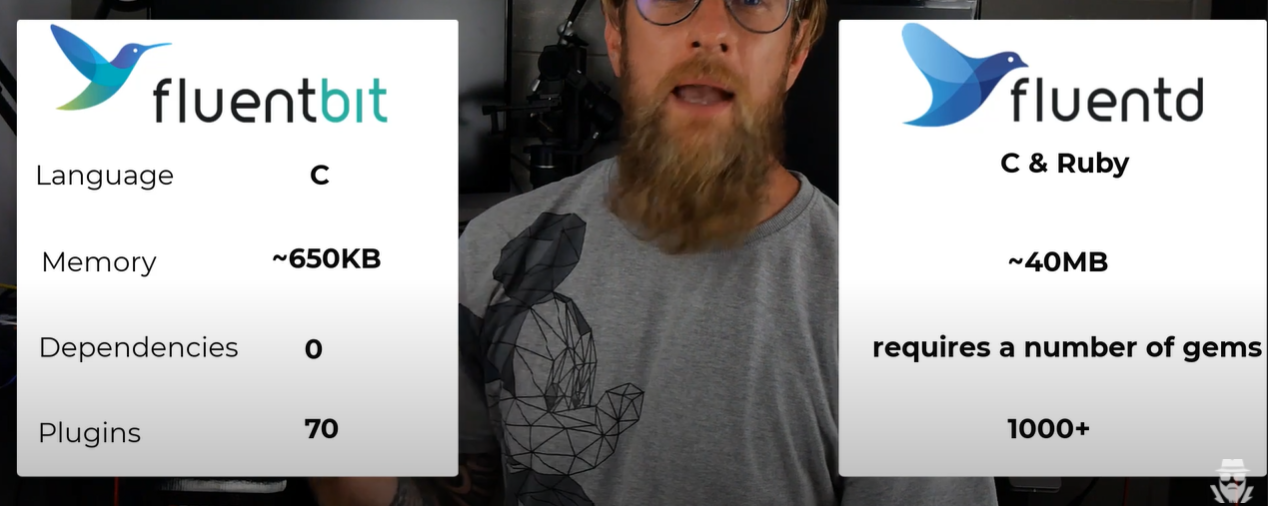 fluentbit
Language C
Memory ~650KB
Dependencies 0
Plugins 70
fluentd
C & Ruby
~40MB
requires a number of gems
1000+